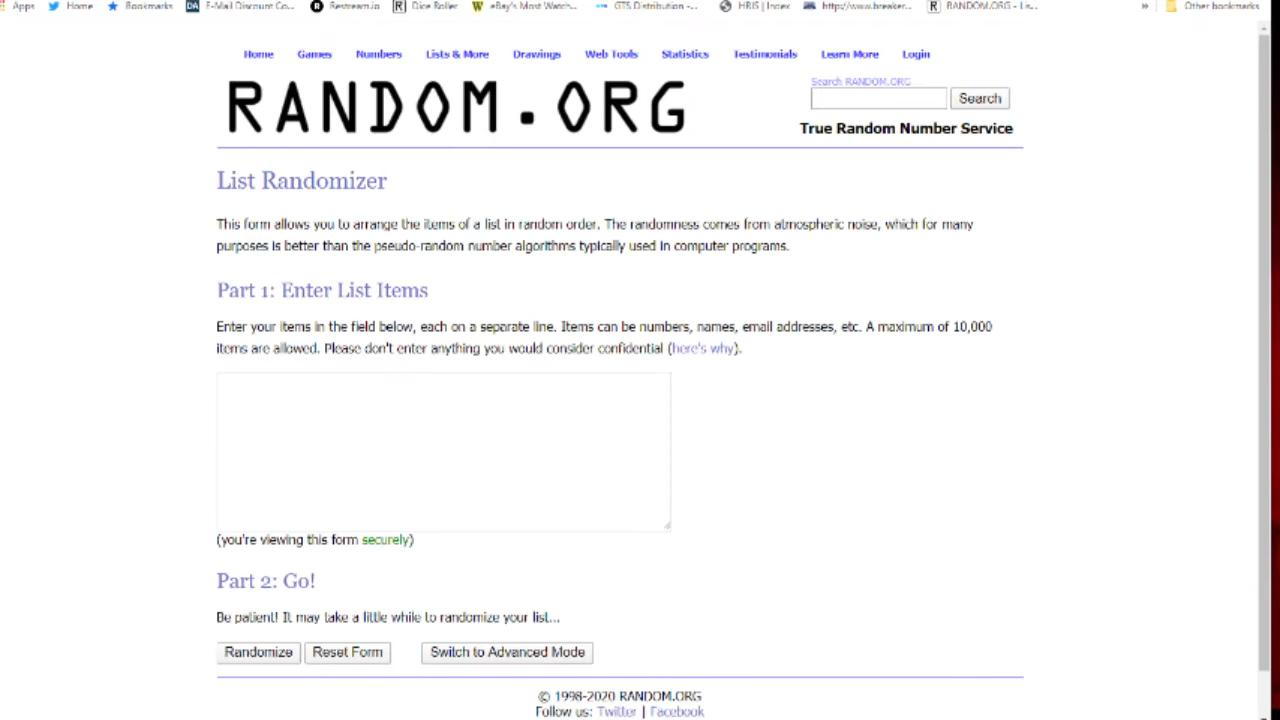 Apps Home Bookmarks DA E-Mail Discount Co... Restream.io Dice Roller eBay's Most Watch... GTS Distribution -... HRIS | Index http://www.breaker... RANDOM.ORG - Lis... » Other bookmarks
Home Games Numbers Lists & More Drawings Web Tools Statistics Testimonials Learn More Login
RANDOM.ORG
Search RANDOM.ORG
Search
True Random Number Service
List Randomizer
This form allows you to arrange the items of a list in random order. The randomness comes from atmospheric noise, which for many
purposes is better than the pseudo-random number algorithms typically used in computer programs.
Part 1: Enter List Items
Enter your items in the field below, each on a separate line. Items can be numbers, names, email addresses, etc. A maximum of 10,000
items are allowed. Please don't enter anything you would consider confidential (here's why).
(you're viewing this form securely)
Part 2: Go!
Be patient! It may take a little while to randomize your list...
Randomize Reset Form Switch to Advanced Mode
© 1998-2020 RANDOM.ORG
Follow us: Twitter | Facebook